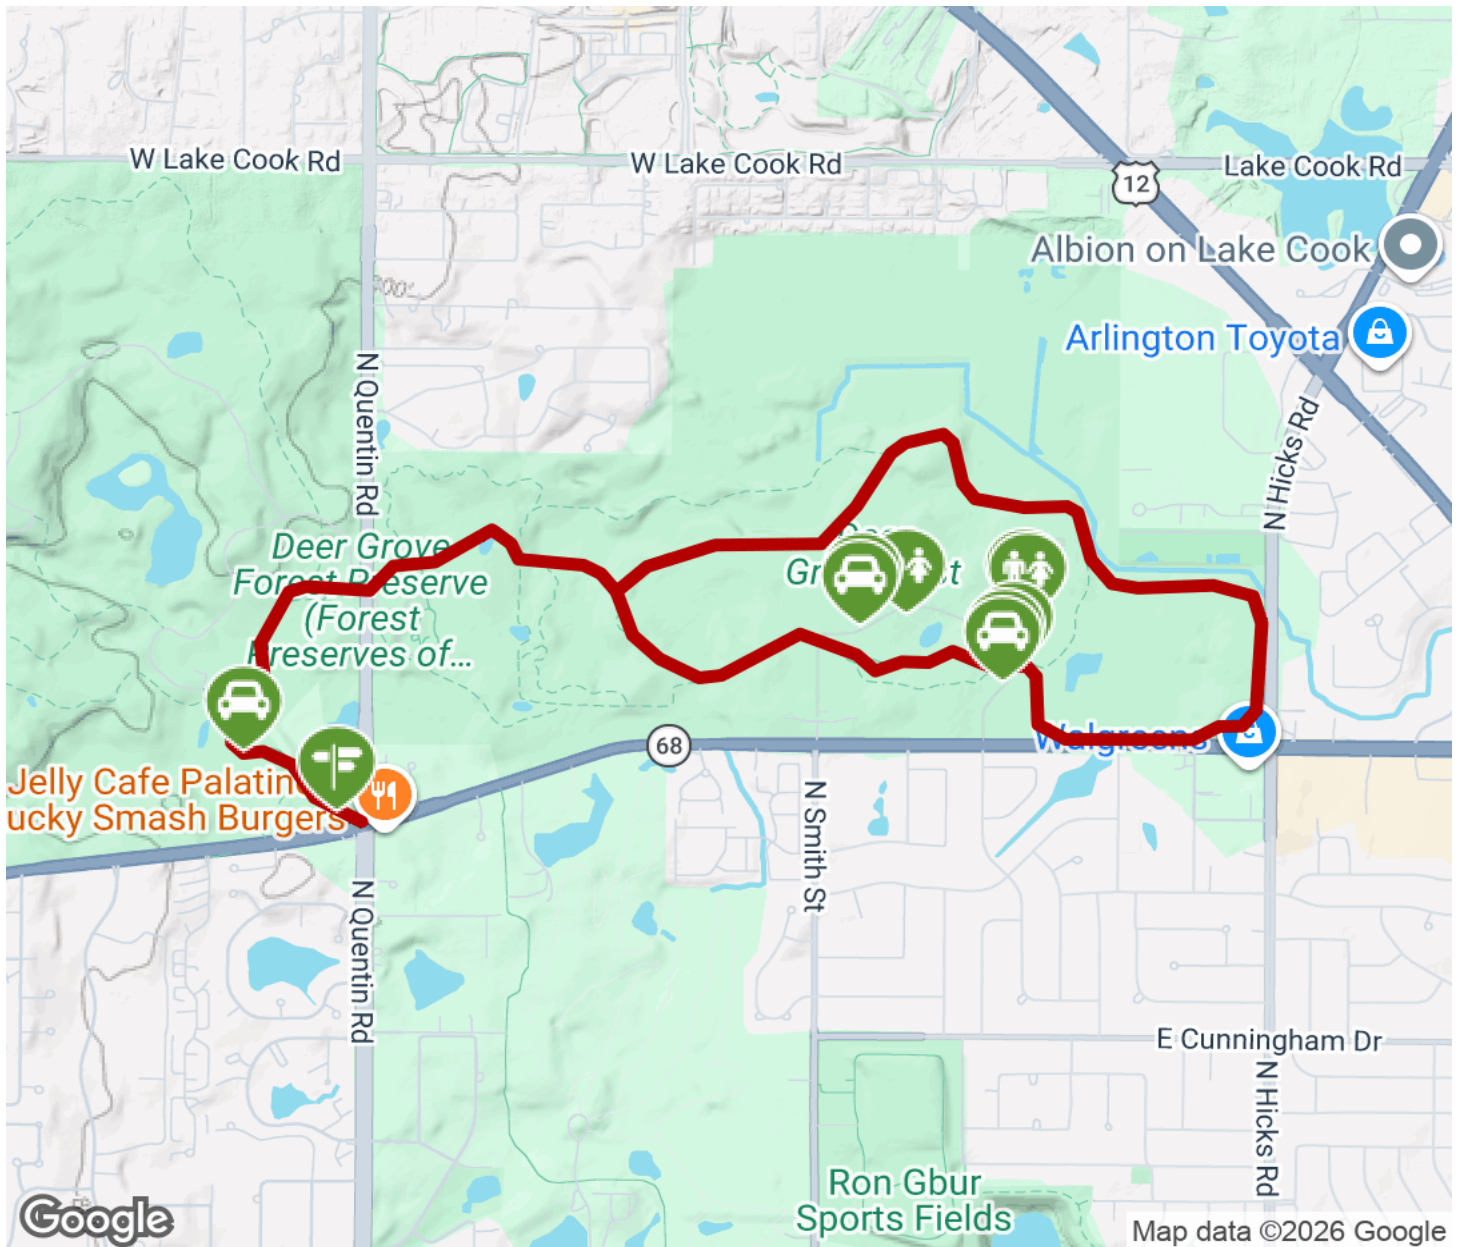 W Lake Cook Rd
W Lake Cook Rd
Lake Cook Rd
12
Albion on Lake Cook
Arlington Toyota
N Quentin Rd
N Hicks Rd
Deer Grove
Forest Preserve
(Forest
Preserves of...
Walgreens
68
Jelly Cafe Palatin
ucky Smash Burgers
N Smith St
N Quentin Rd
E Cunningham Dr
N Hicks Rd
Ron Gbur
Sports Fields
Google
Map data ©2026 Google